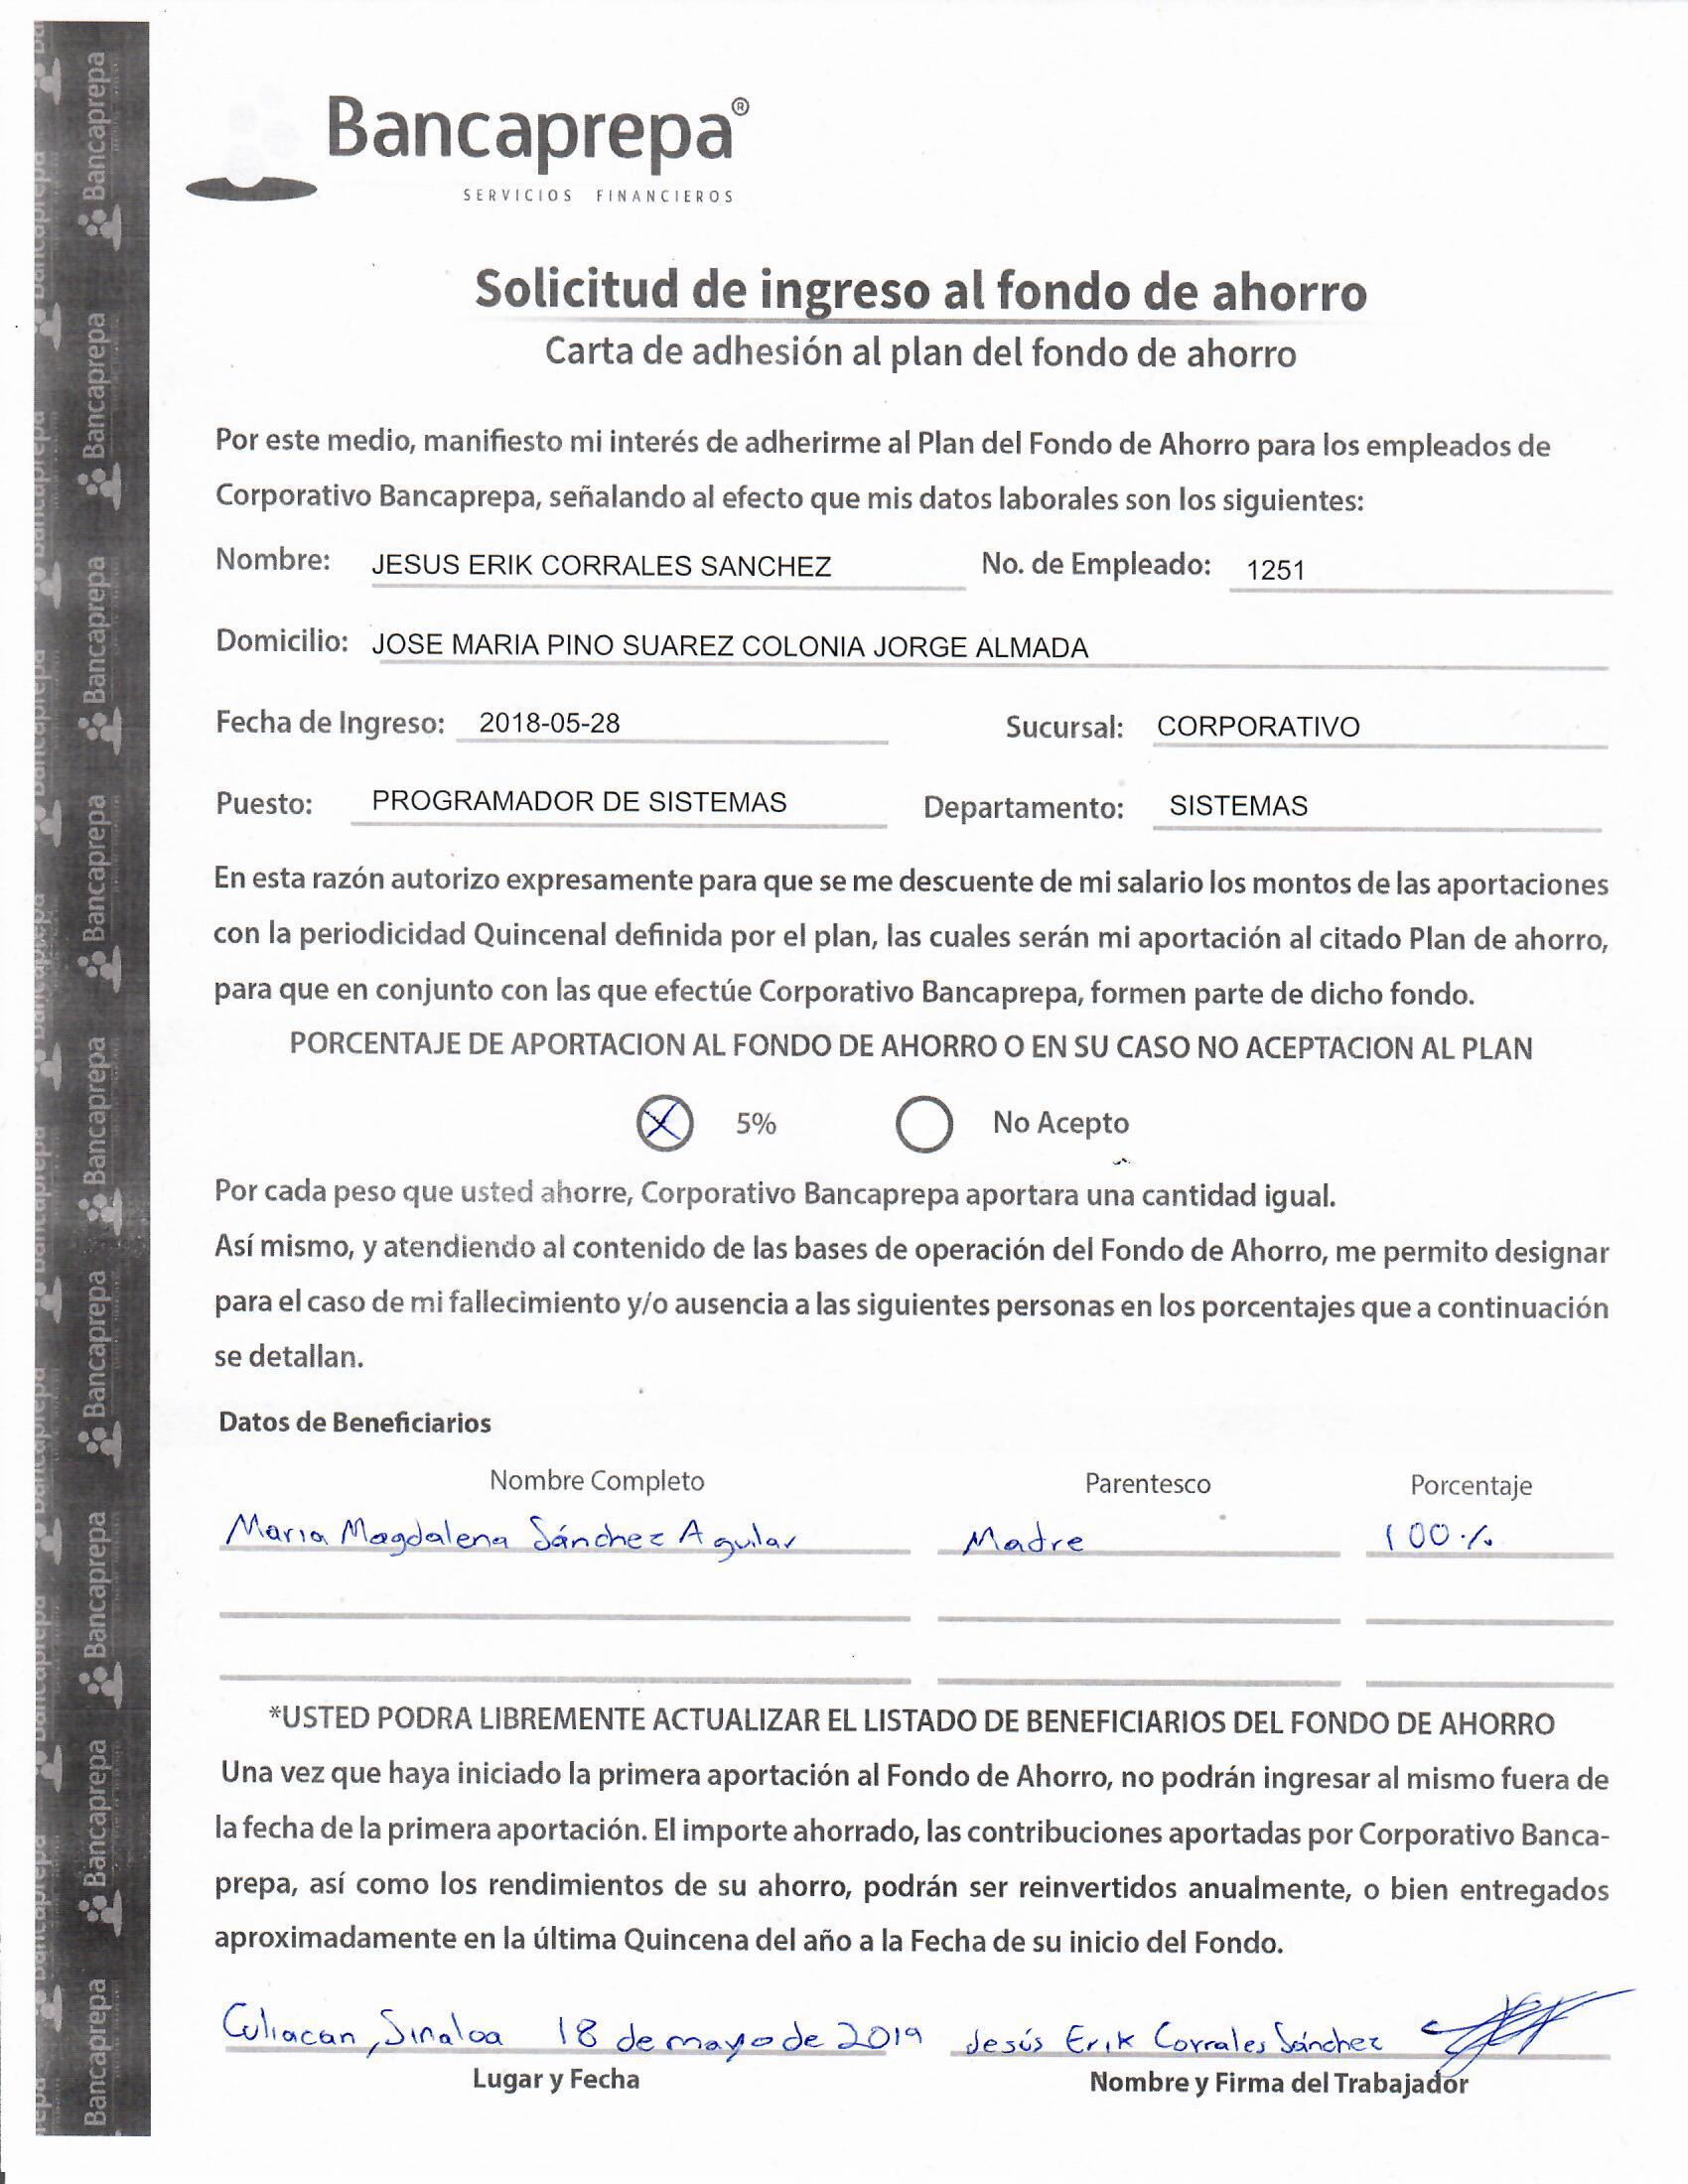 Bancaprepa®
SERVICIOS FINANCIEROS
Solicitud de ingreso al fondo de ahorro
Carta de adhesión al plan del fondo de ahorro
Por este medio, manifiesto mi interés de adherirme al Plan del Fondo de Ahorro para los empleados de
Corporativo Bancaprepa, señalando al efecto que mis datos laborales son los siguientes:
Nombre: JESUS ERIK CORRALES SANCHEZ No. de Empleado: 1251
Domicilio: JOSE MARIA PINO SUAREZ COLONIA JORGE ALMADA
Fecha de Ingreso: 2018-05-28 Sucursal: CORPORATIVO
Puesto: PROGRAMADOR DE SISTEMAS Departamento: SISTEMAS
En esta razón autorizo expresamente para que se me descuente de mi salario los montos de las aportaciones
con la periodicidad Quincenal definida por el plan, las cuales serán mi aportación al citado Plan de ahorro,
para que en conjunto con las que efectúe Corporativo Bancaprepa, formen parte de dicho fondo.
PORCENTAJE DE APORTACION AL FONDO DE AHORRO O EN SU CASO NO ACEPTACION AL PLAN
X 5% No Acepto
Por cada peso que usted ahorre, Corporativo Bancaprepa aportara una cantidad igual.
Así mismo, y atendiendo al contenido de las bases de operación del Fondo de Ahorro, me permito designar
para el caso de mi fallecimiento y/o ausencia a las siguientes personas en los porcentajes que a continuación
se detallan.
Datos de Beneficiarios
Nombre Completo Parentesco Porcentaje
Maria Magdalena Sánchez Aguilar Madre 100%
*USTED PODRA LIBREMENTE ACTUALIZAR EL LISTADO DE BENEFICIARIOS DEL FONDO DE AHORRO
Una vez que haya iniciado la primera aportación al Fondo de Ahorro, no podrán ingresar al mismo fuera de
la fecha de la primera aportación. El importe ahorrado, las contribuciones aportadas por Corporativo Banca-
prepa, así como los rendimientos de su ahorro, podrán ser reinvertidos anualmente, o bien entregados
aproximadamente en la última Quincena del año a la Fecha de su inicio del Fondo.
Culiacan, Sinaloa 18 de mayo de 2019 Jesús Erik Corrales Sánchez
Lugar y Fecha Nombre y Firma del Trabajador